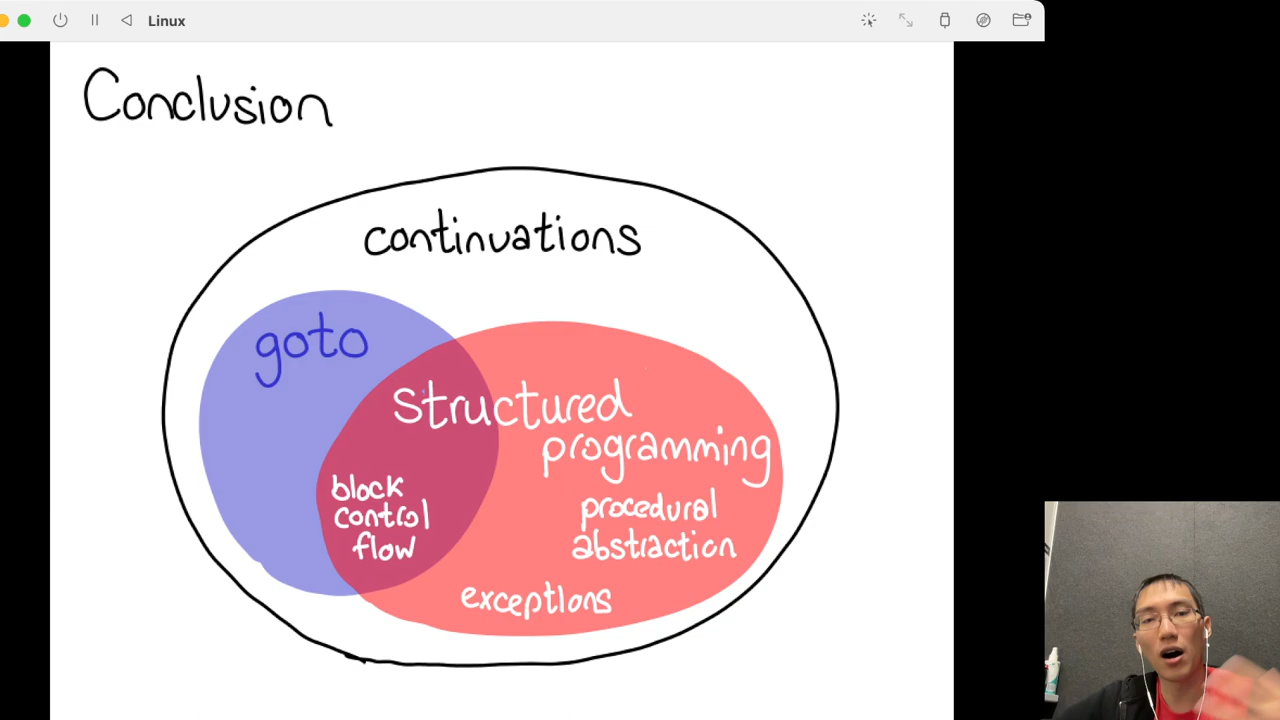 Linux
Conclusion
continuations
goto
structured
programming
block
control
flow
procedural
abstraction
exceptions